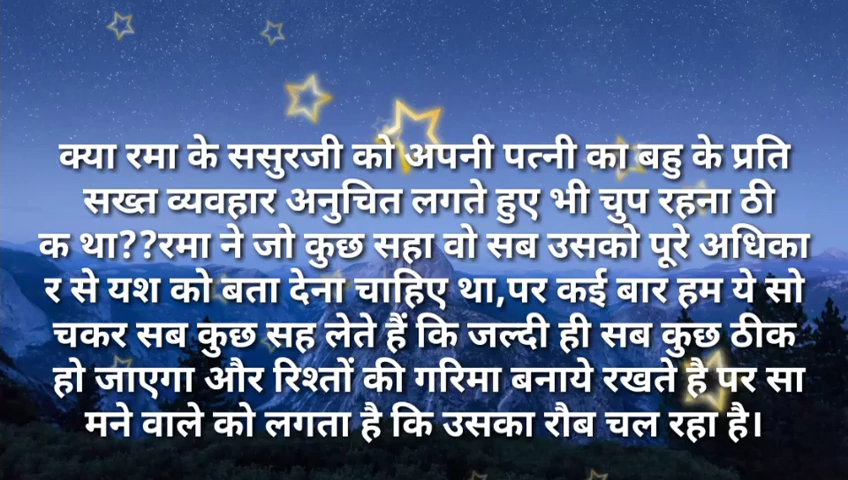 क्या रमा के ससुरजी को अपनी पत्नी का बहु के प्रति
सख्त व्यवहार अनुचित लगते हुए भी चुप रहना ठी
क था??रमा ने जो कुछ सहा वो सब उसको पूरे अधिका
र से यश को बता देना चाहिए था,पर कई बार हम ये सो
चकर सब कुछ सह लेते हैं कि जल्दी ही सब कुछ ठीक
हो जाएगा और रिश्तों की गरिमा बनाये रखते है पर सा
मने वाले को लगता है कि उसका रौब चल रहा है।